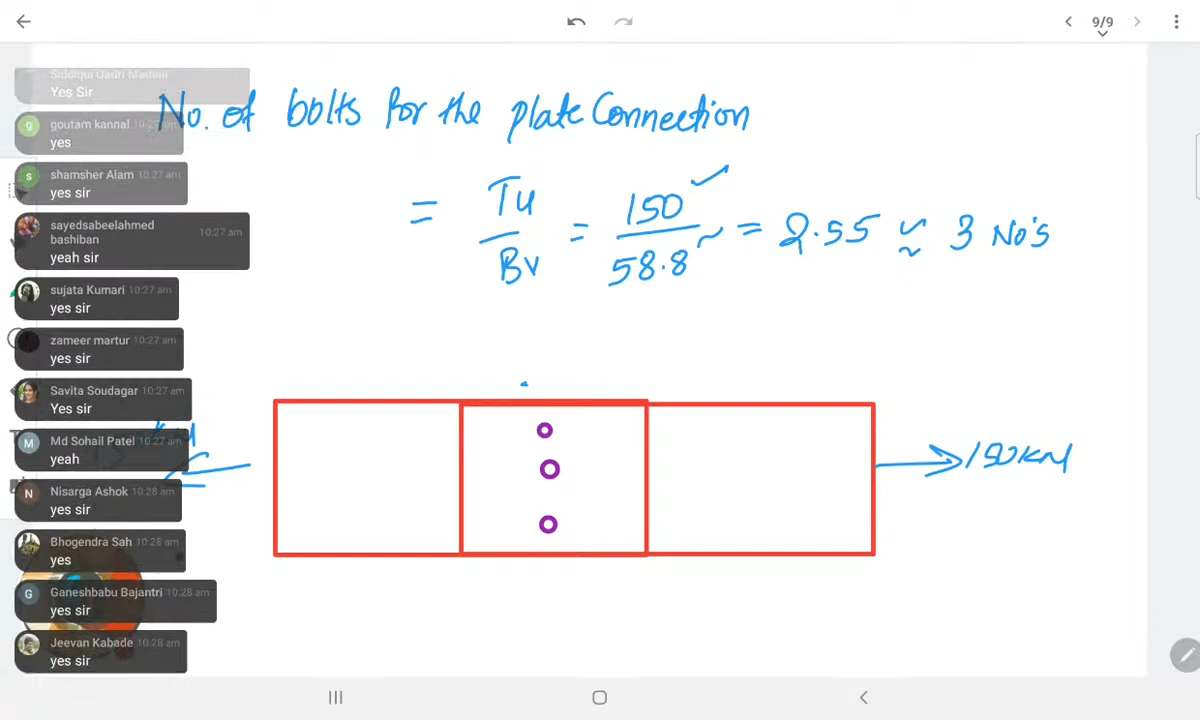 9/9
Siddiqui Qadri Madni
Yes Sir
No. of bolts for the plate Connection
goutam kannal 10:27 am
yes
shamsher Alam 10:27 am
yes sir
= Tu / Bv = 150 / 58.8 = 2.55 ≈ 3 No's
sayedsabeelahmed bashiban 10:27 am
yeah sir
sujata Kumari 10:27 am
yes sir
zameer martur 10:27 am
yes sir
Savita Soudagar 10:27 am
Yes sir
Md Sohail Patel 10:27 am
yeah
150KN
Nisarga Ashok 10:28 am
yes sir
Bhogendra Sah 10:28 am
yes
Ganeshbabu Bajantri 10:28 am
yes sir
Jeevan Kabade 10:28 am
yes sir